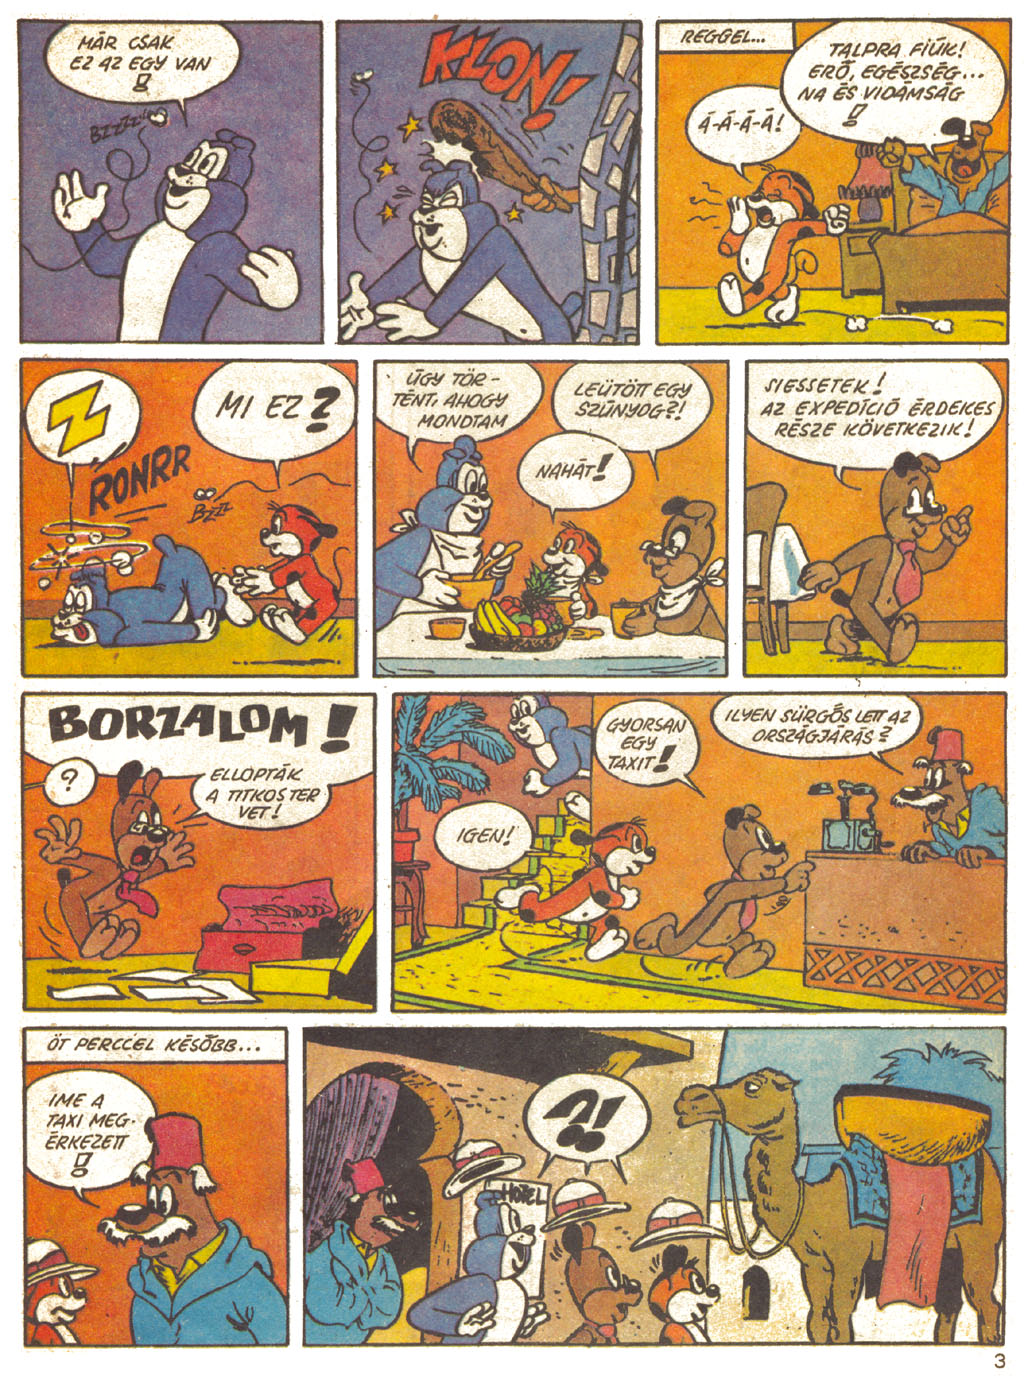 MÁR CSAK
EZ AZ EGY VAN
!
BZZZZ
KLON!
REGGEL...
TALPRA FIÚK!
ERŐ, EGÉSZSÉG...
NA ÉS VIDÁMSÁG
!
Á-Á-Á-Á!
Z
RONRR
MI EZ?
BZZZ
ÚGY TÖR-
TÉNT, AHOGY
MONDTAM
LEÜTÖTT EGY
SZÚNYOG?!
NAHÁT!
SIESSETEK!
AZ EXPEDÍCIÓ ÉRDEKES
RÉSZE KÖVETKEZIK!
BORZALOM!
?
ELLOPTÁK
A TITKOS TER
VET!
GYORSAN
EGY
TAXIT!
ILYEN SÜRGŐS LETT AZ
ORSZÁGJÁRÁS?
IGEN!
ÖT PERCCEL KÉSŐBB...
IME A
TAXI MEG-
ÉRKEZETT
!
?!
HOTEL
3